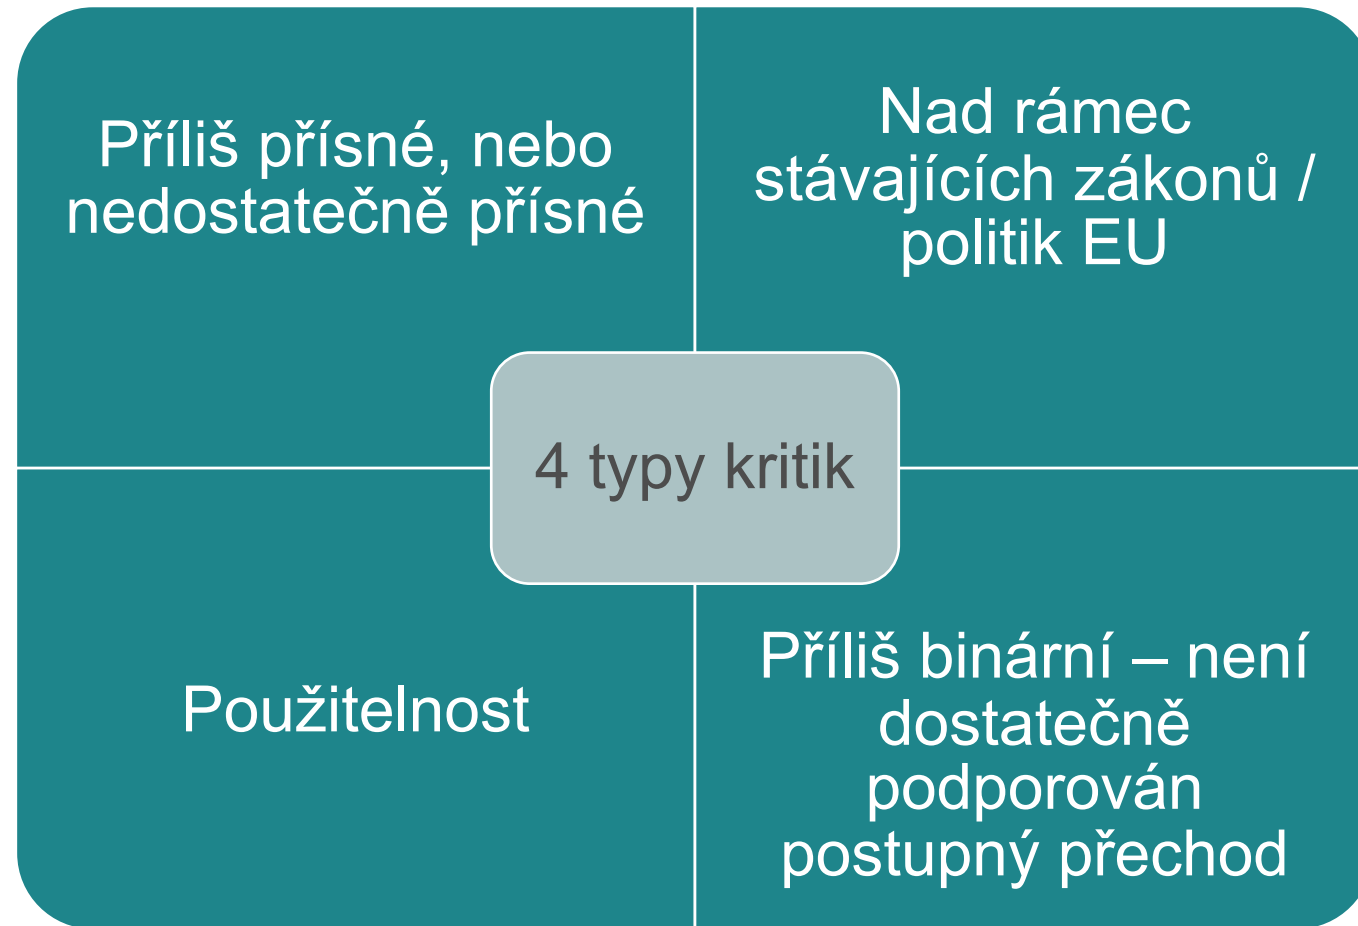 Příliš přísné, nebo
nedostatečně přísné
Nad rámec
stávajících zákonů /
politik EU
4 typy kritik
Použitelnost
Příliš binární – není
dostatečně
podporován
postupný přechod